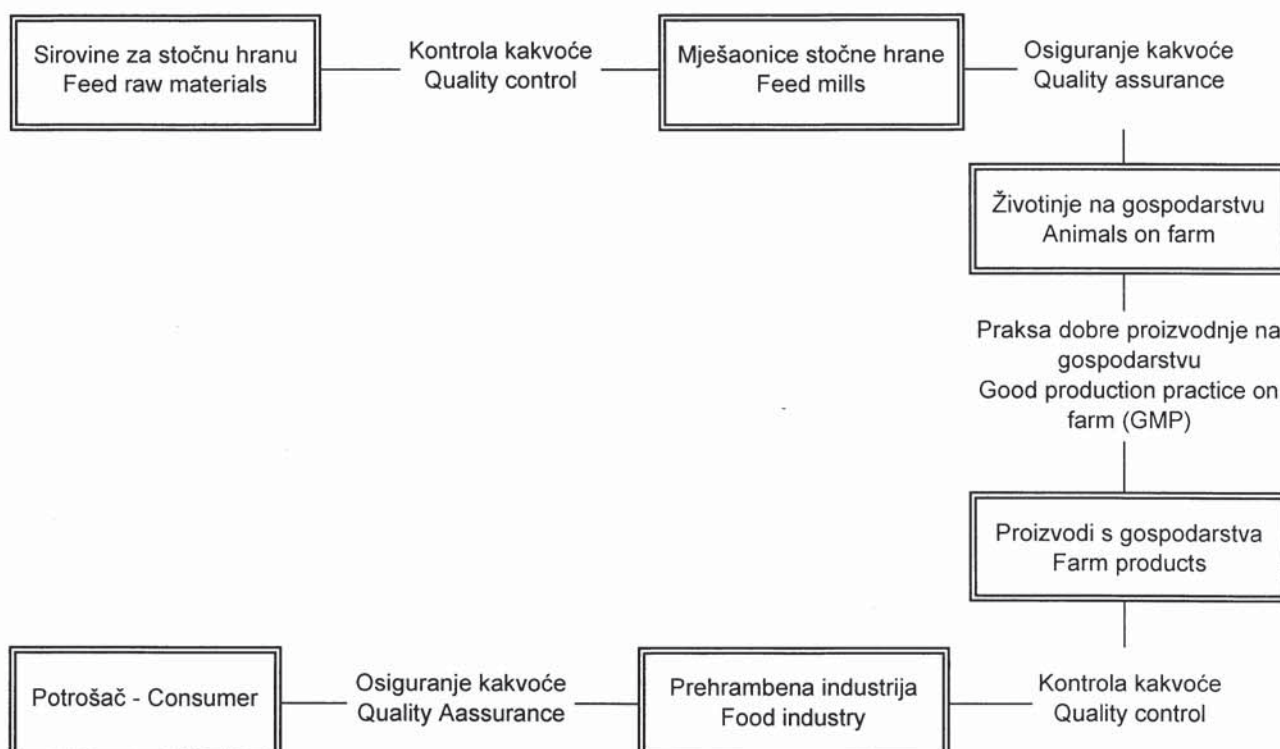 Sirovine za stočnu hranu
Feed raw materials
Kontrola kakvoće
Quality control
Mješaonice stočne hrane
Feed mills
Osiguranje kakvoće
Quality assurance
Životinje na gospodarstvu
Animals on farm
Praksa dobre proizvodnje na
gospodarstvu
Good production practice on
farm (GMP)
Proizvodi s gospodarstva
Farm products
Kontrola kakvoće
Quality control
Prehrambena industrija
Food industry
Osiguranje kakvoće
Quality Aassurance
Potrošač - Consumer